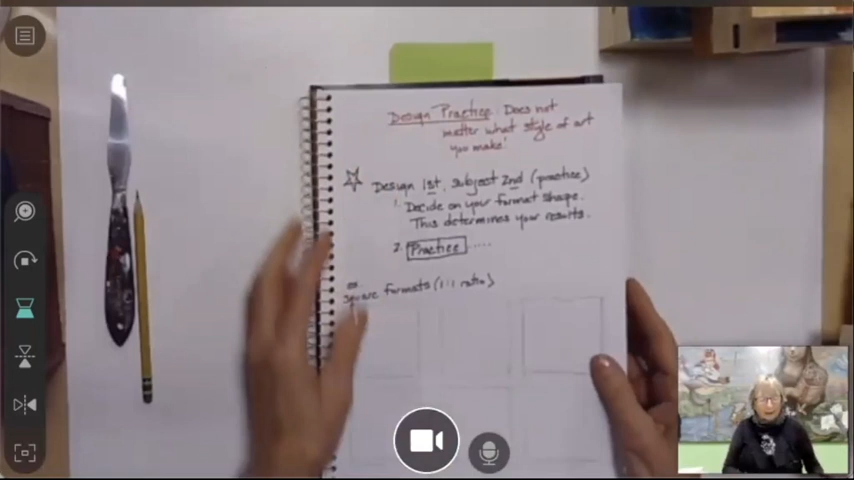 Design Practice: Does not
matter what style of art
you make!
Design 1st, subject 2nd (practice)
1. Decide on your format shape.
This determines your results.
2. Practice.....
ex.
Square formats (1:1 ratio)